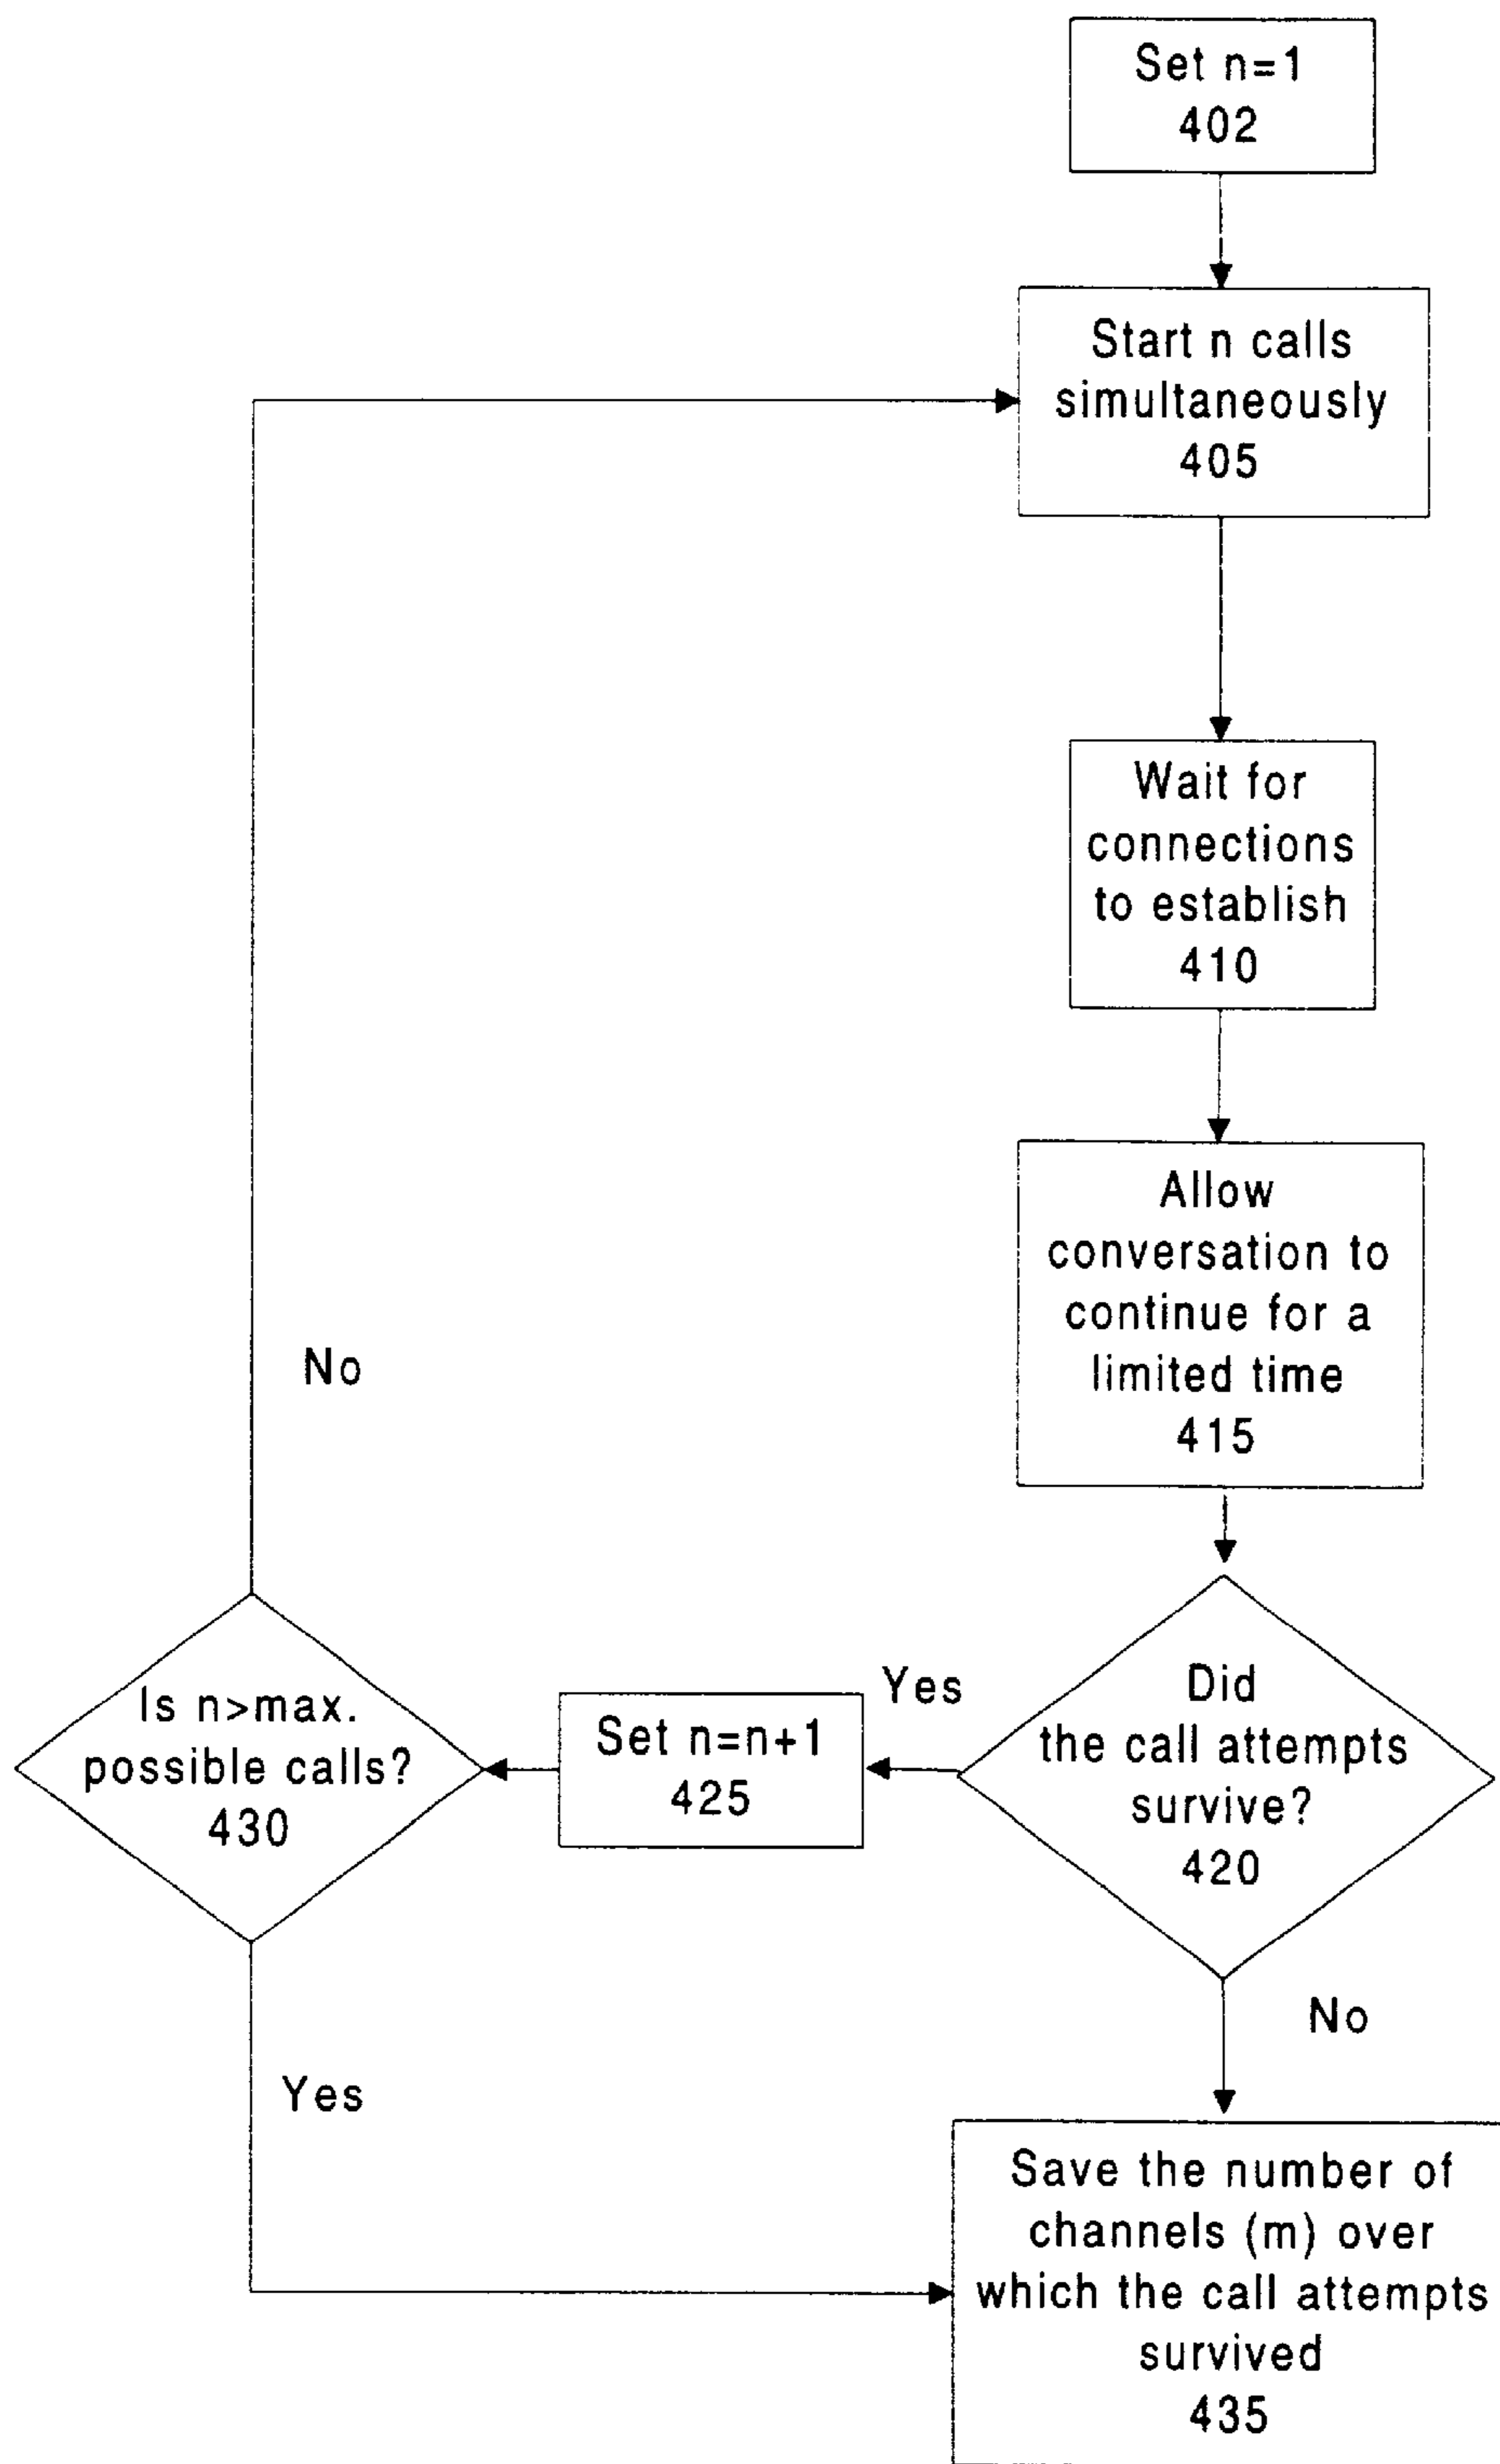 Set n=1
402
Start n calls
simultaneously
405
Wait for
connections
to establish
410
Allow
conversation to
continue for a
limited time
415
No
Is n>max.
possible calls?
430
Set n=n+1
425
Yes
Did
the call attempts
survive?
420
No
Yes
Save the number of
channels (m) over
which the call attempts
survived
435